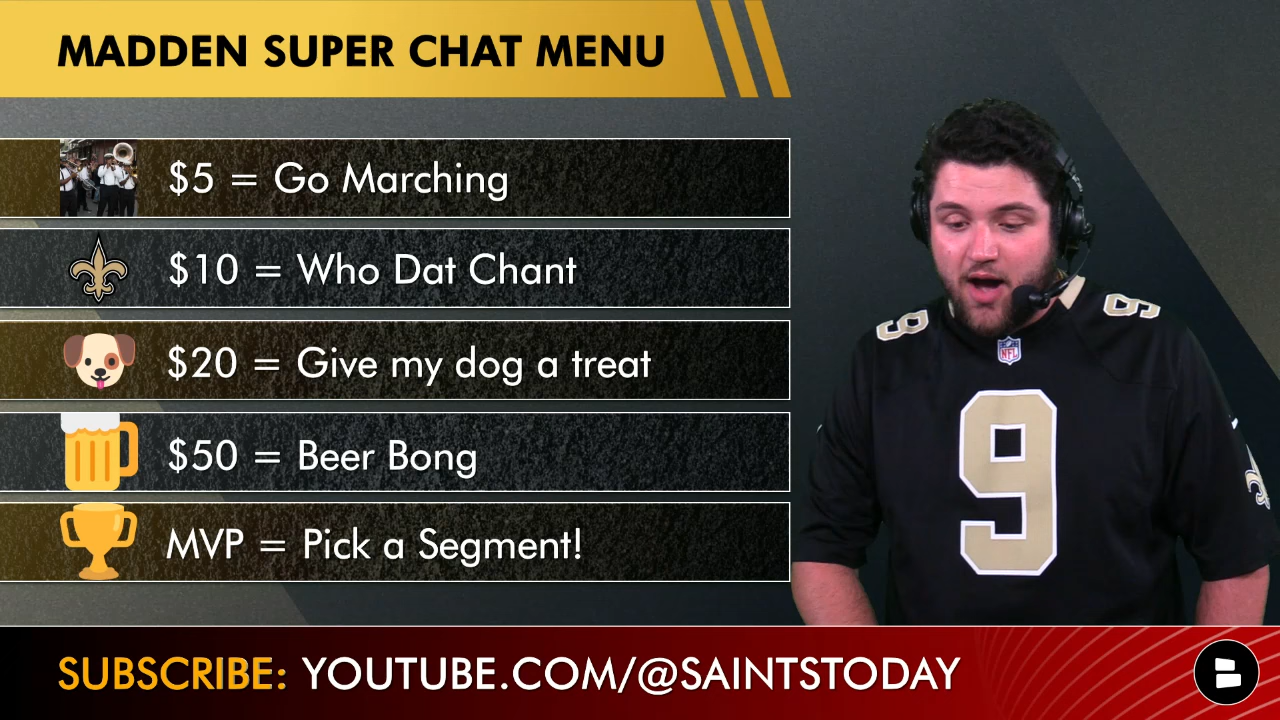 MADDEN SUPER CHAT MENU
$5 = Go Marching
$10 = Who Dat Chant
$20 = Give my dog a treat
$50 = Beer Bong
MVP = Pick a Segment!
9
9
NFL
9
SUBSCRIBE: YOUTUBE.COM/@SAINTSTODAY